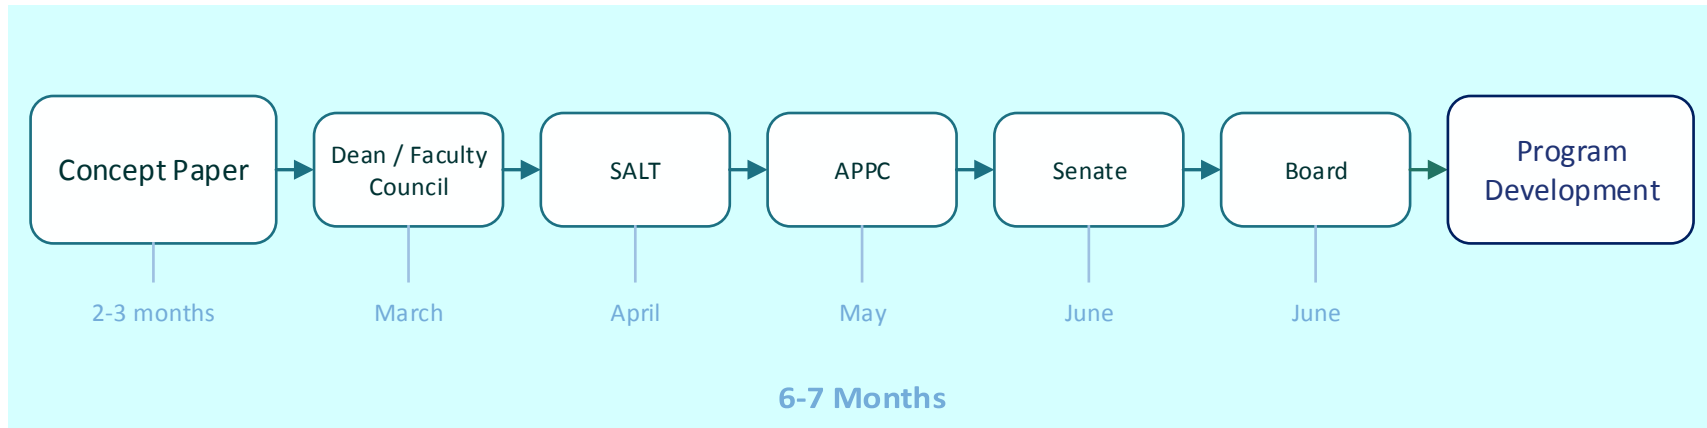 Concept Paper
Dean / Faculty
Council
SALT
APPC
Senate
Board
Program
Development
2-3 months
March
April
May
June
June
6-7 Months